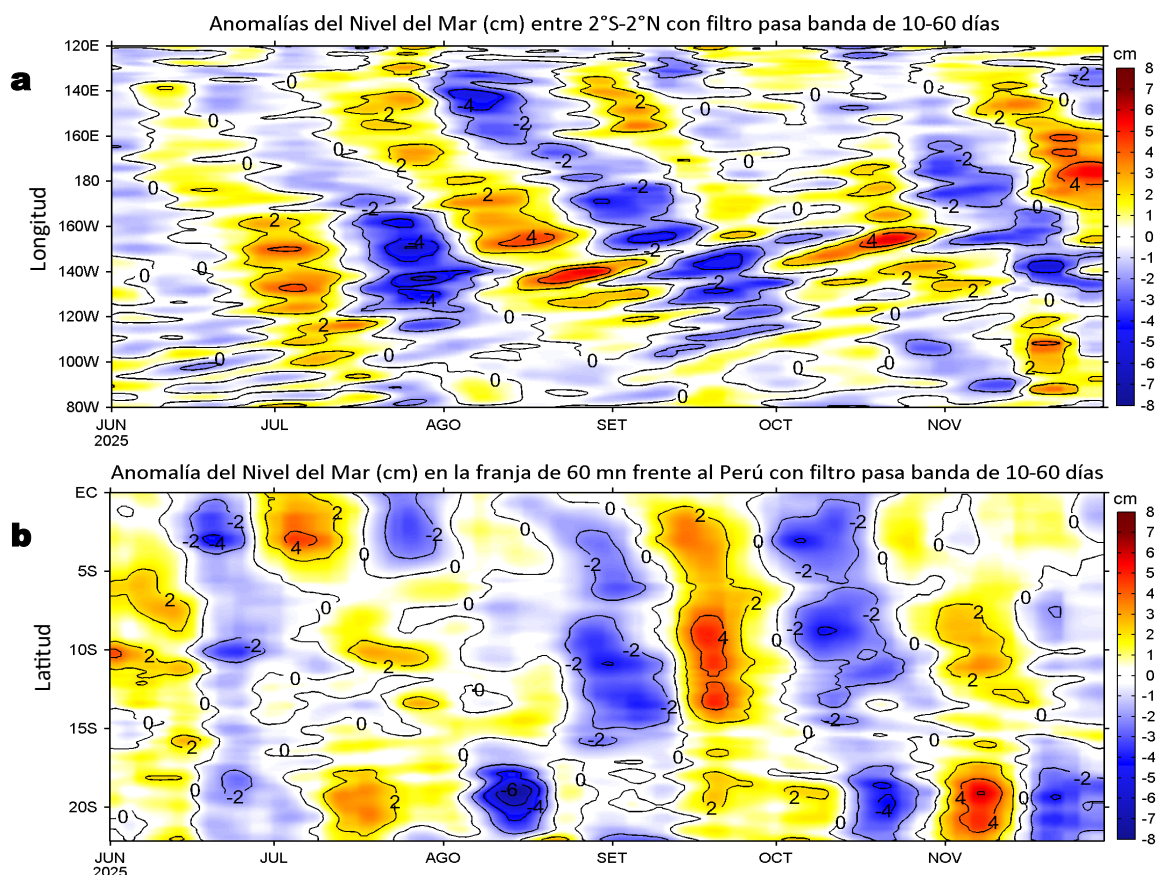 Anomalías del Nivel del Mar (cm) entre 2°S-2°N con filtro pasa banda de 10-60 días
a
Longitud
120E
140E
160E
180
160W
140W
120W
100W
80W
JUN
2025
JUL
AGO
SET
OCT
NOV
cm
8
7
6
5
4
3
2
1
0
-1
-2
-3
-4
-5
-6
-7
-8
Anomalía del Nivel del Mar (cm) en la franja de 60 mn frente al Perú con filtro pasa banda de 10-60 días
b
Latitud
EC
5S
10S
15S
20S
JUN
2025
JUL
AGO
SET
OCT
NOV
cm
8
7
6
5
4
3
2
1
0
-1
-2
-3
-4
-5
-6
-7
-8